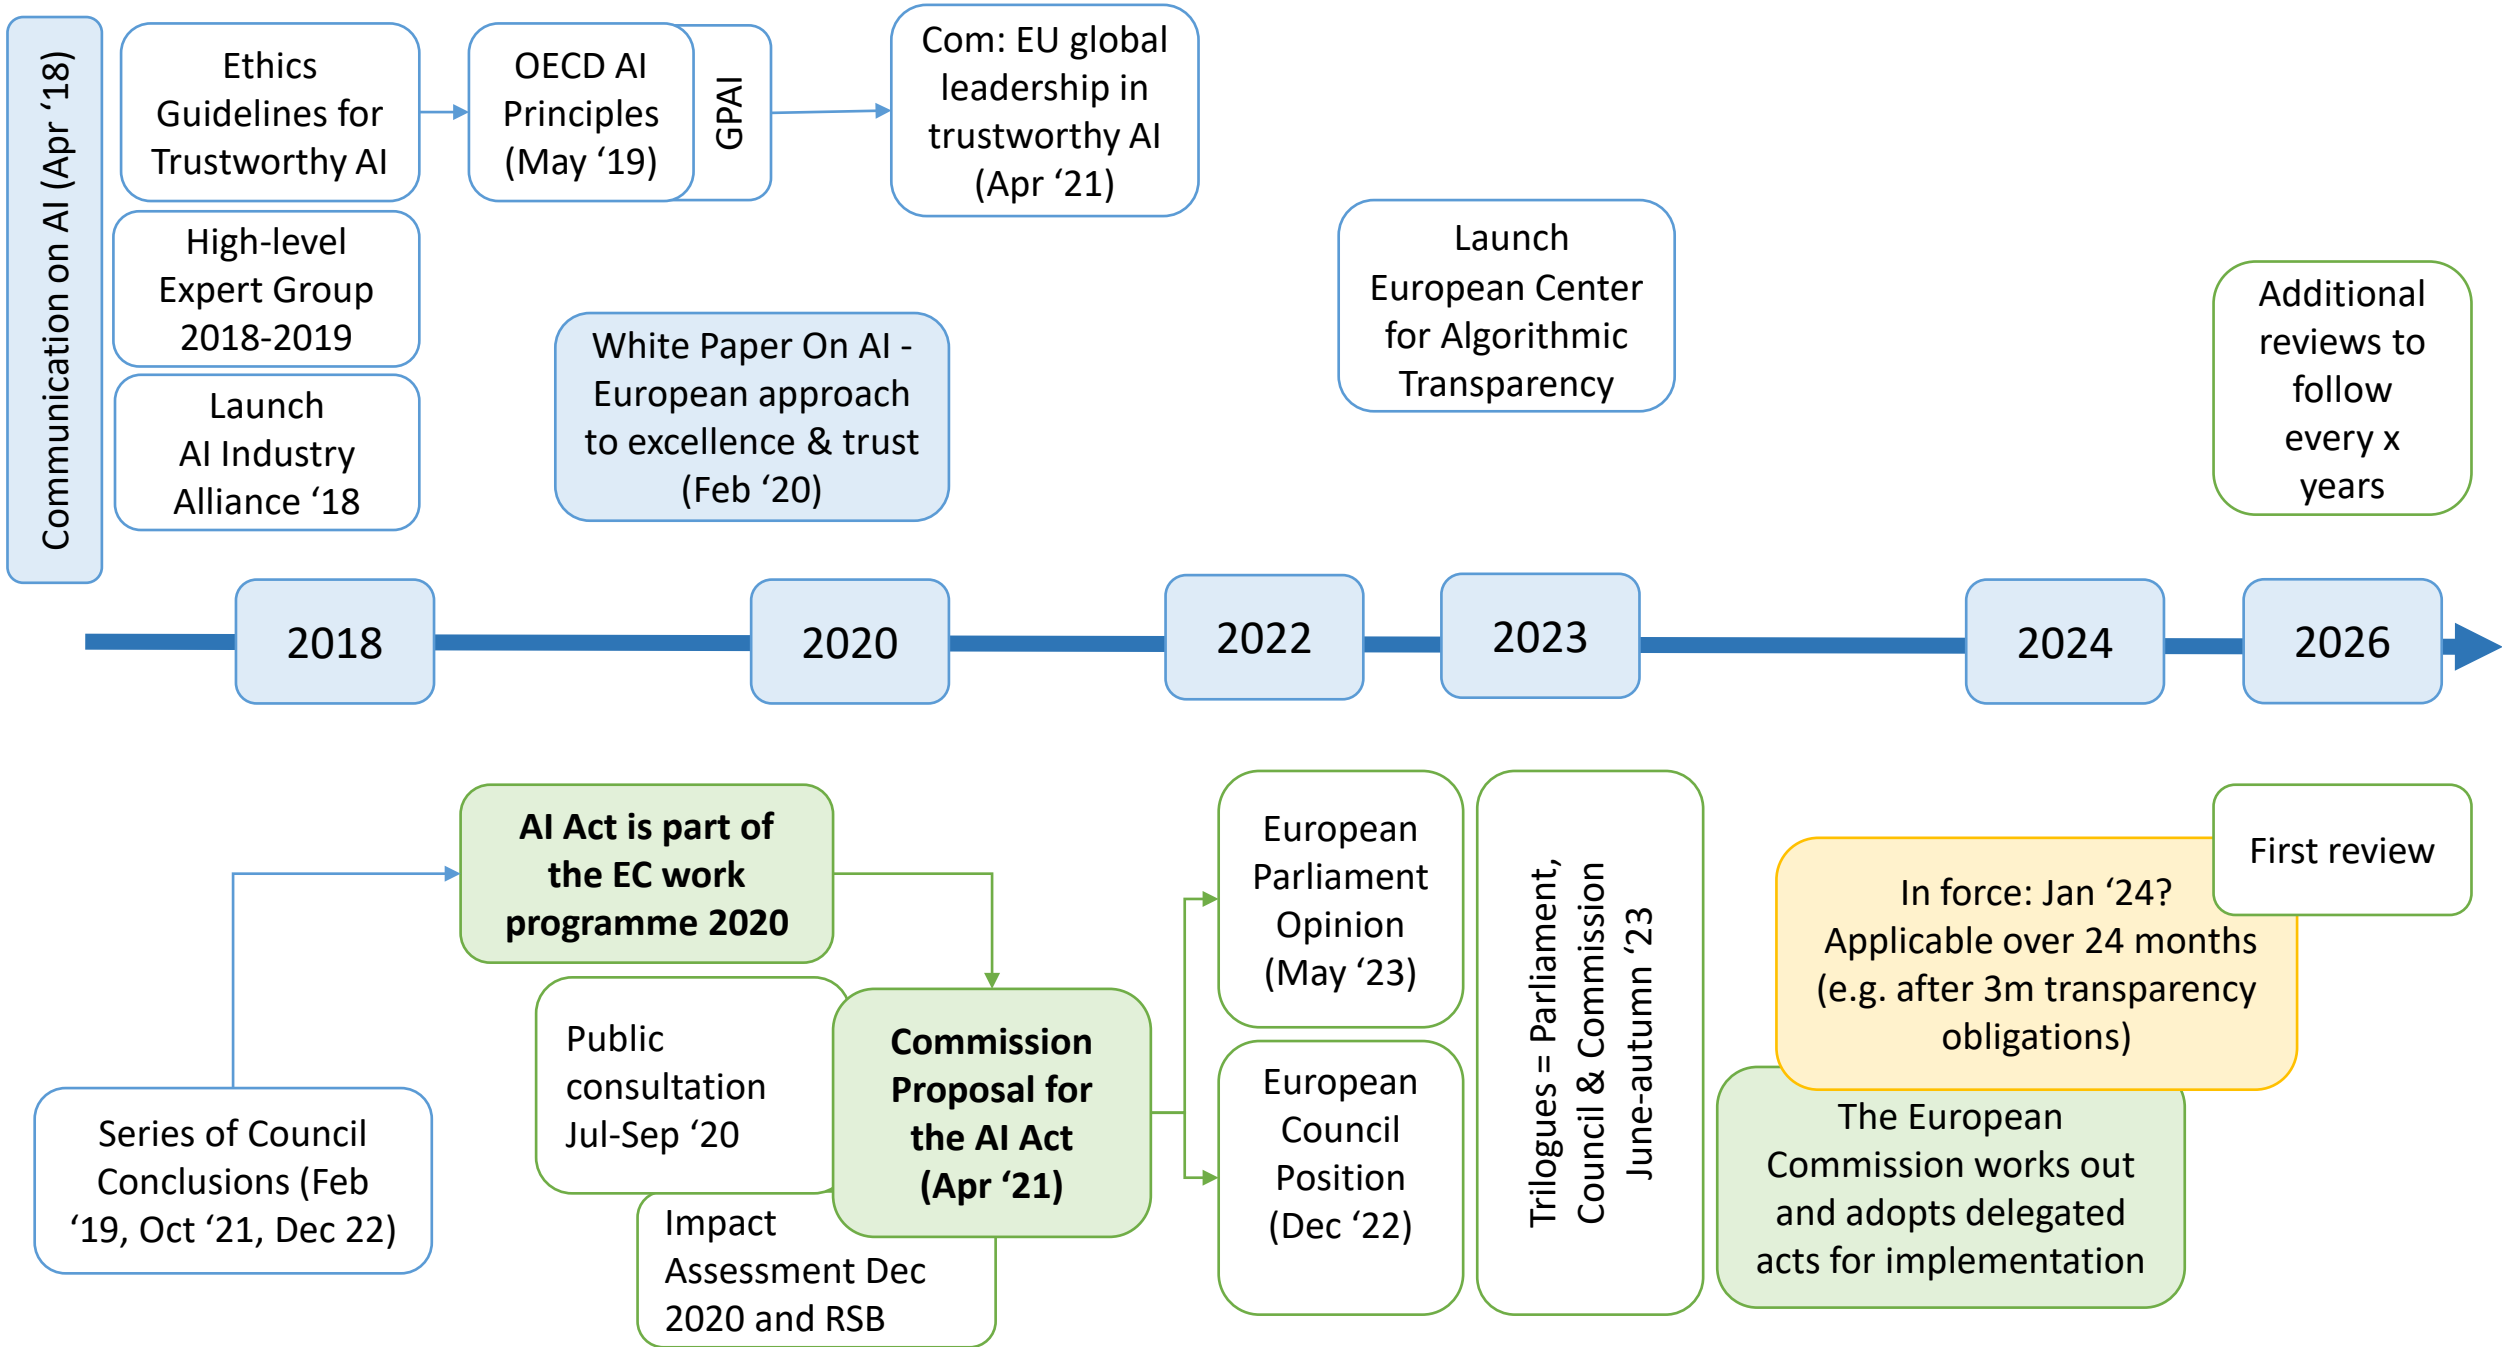 Communication on AI (Apr ‘18)
Ethics
Guidelines for
Trustworthy AI
OECD AI
Principles
(May ‘19)
GPAI
Com: EU global
leadership in
trustworthy AI
(Apr ‘21)
High-level
Expert Group
2018-2019
Launch
AI Industry
Alliance ‘18
White Paper On AI -
European approach
to excellence & trust
(Feb ‘20)
Launch
European Center
for Algorithmic
Transparency
Additional
reviews to
follow
every x
years
2018
2020
2022
2023
2024
2026
AI Act is part of
the EC work
programme 2020
Series of Council
Conclusions (Feb
‘19, Oct ‘21, Dec 22)
Public
consultation
Jul-Sep ‘20
Impact
Assessment Dec
2020 and RSB
Commission
Proposal for
the AI Act
(Apr ‘21)
European
Parliament
Opinion
(May ‘23)
European
Council
Position
(Dec ‘22)
Trilogues = Parliament,
Council & Commission
June-autumn ‘23
First review
In force: Jan ‘24?
Applicable over 24 months
(e.g. after 3m transparency
obligations)
The European
Commission works out
and adopts delegated
acts for implementation